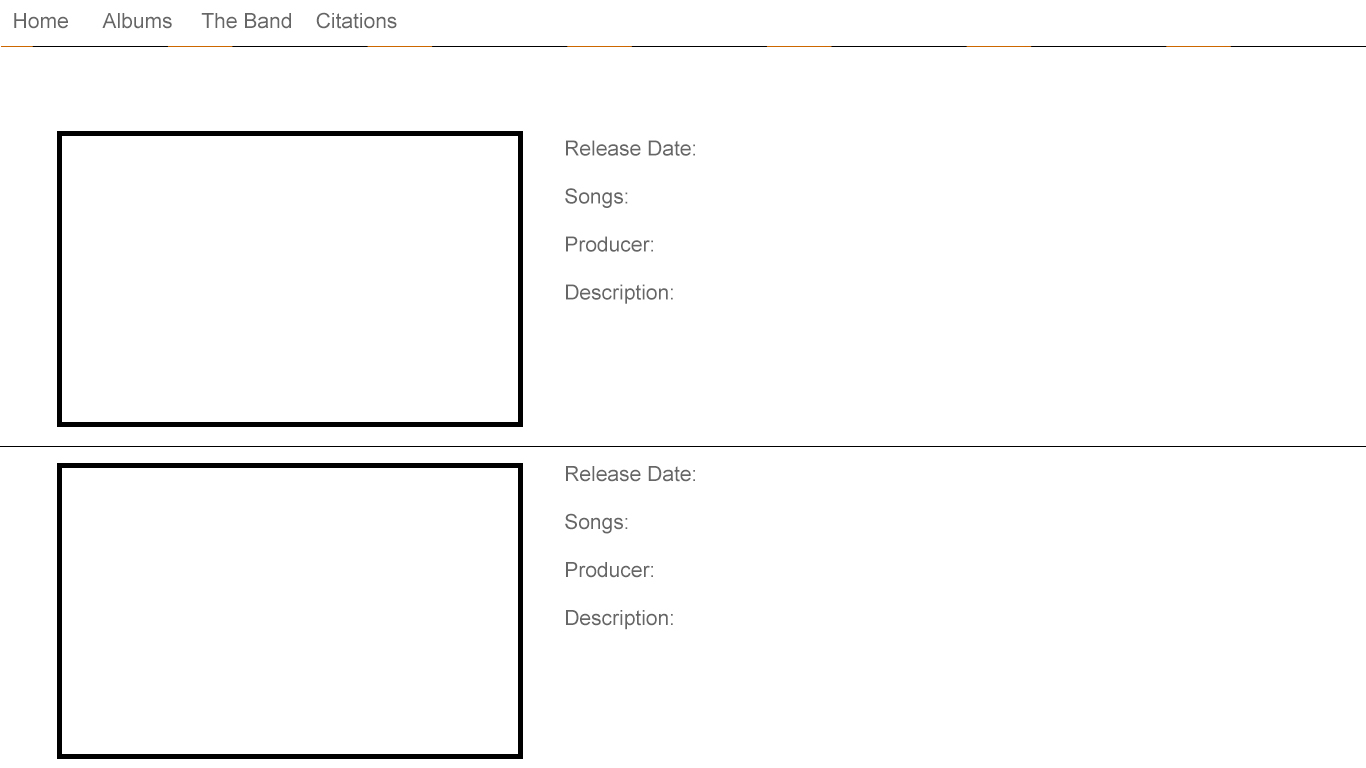 Home Albums The Band Citations
Release Date:
Songs:
Producer:
Description:
Release Date:
Songs:
Producer:
Description: